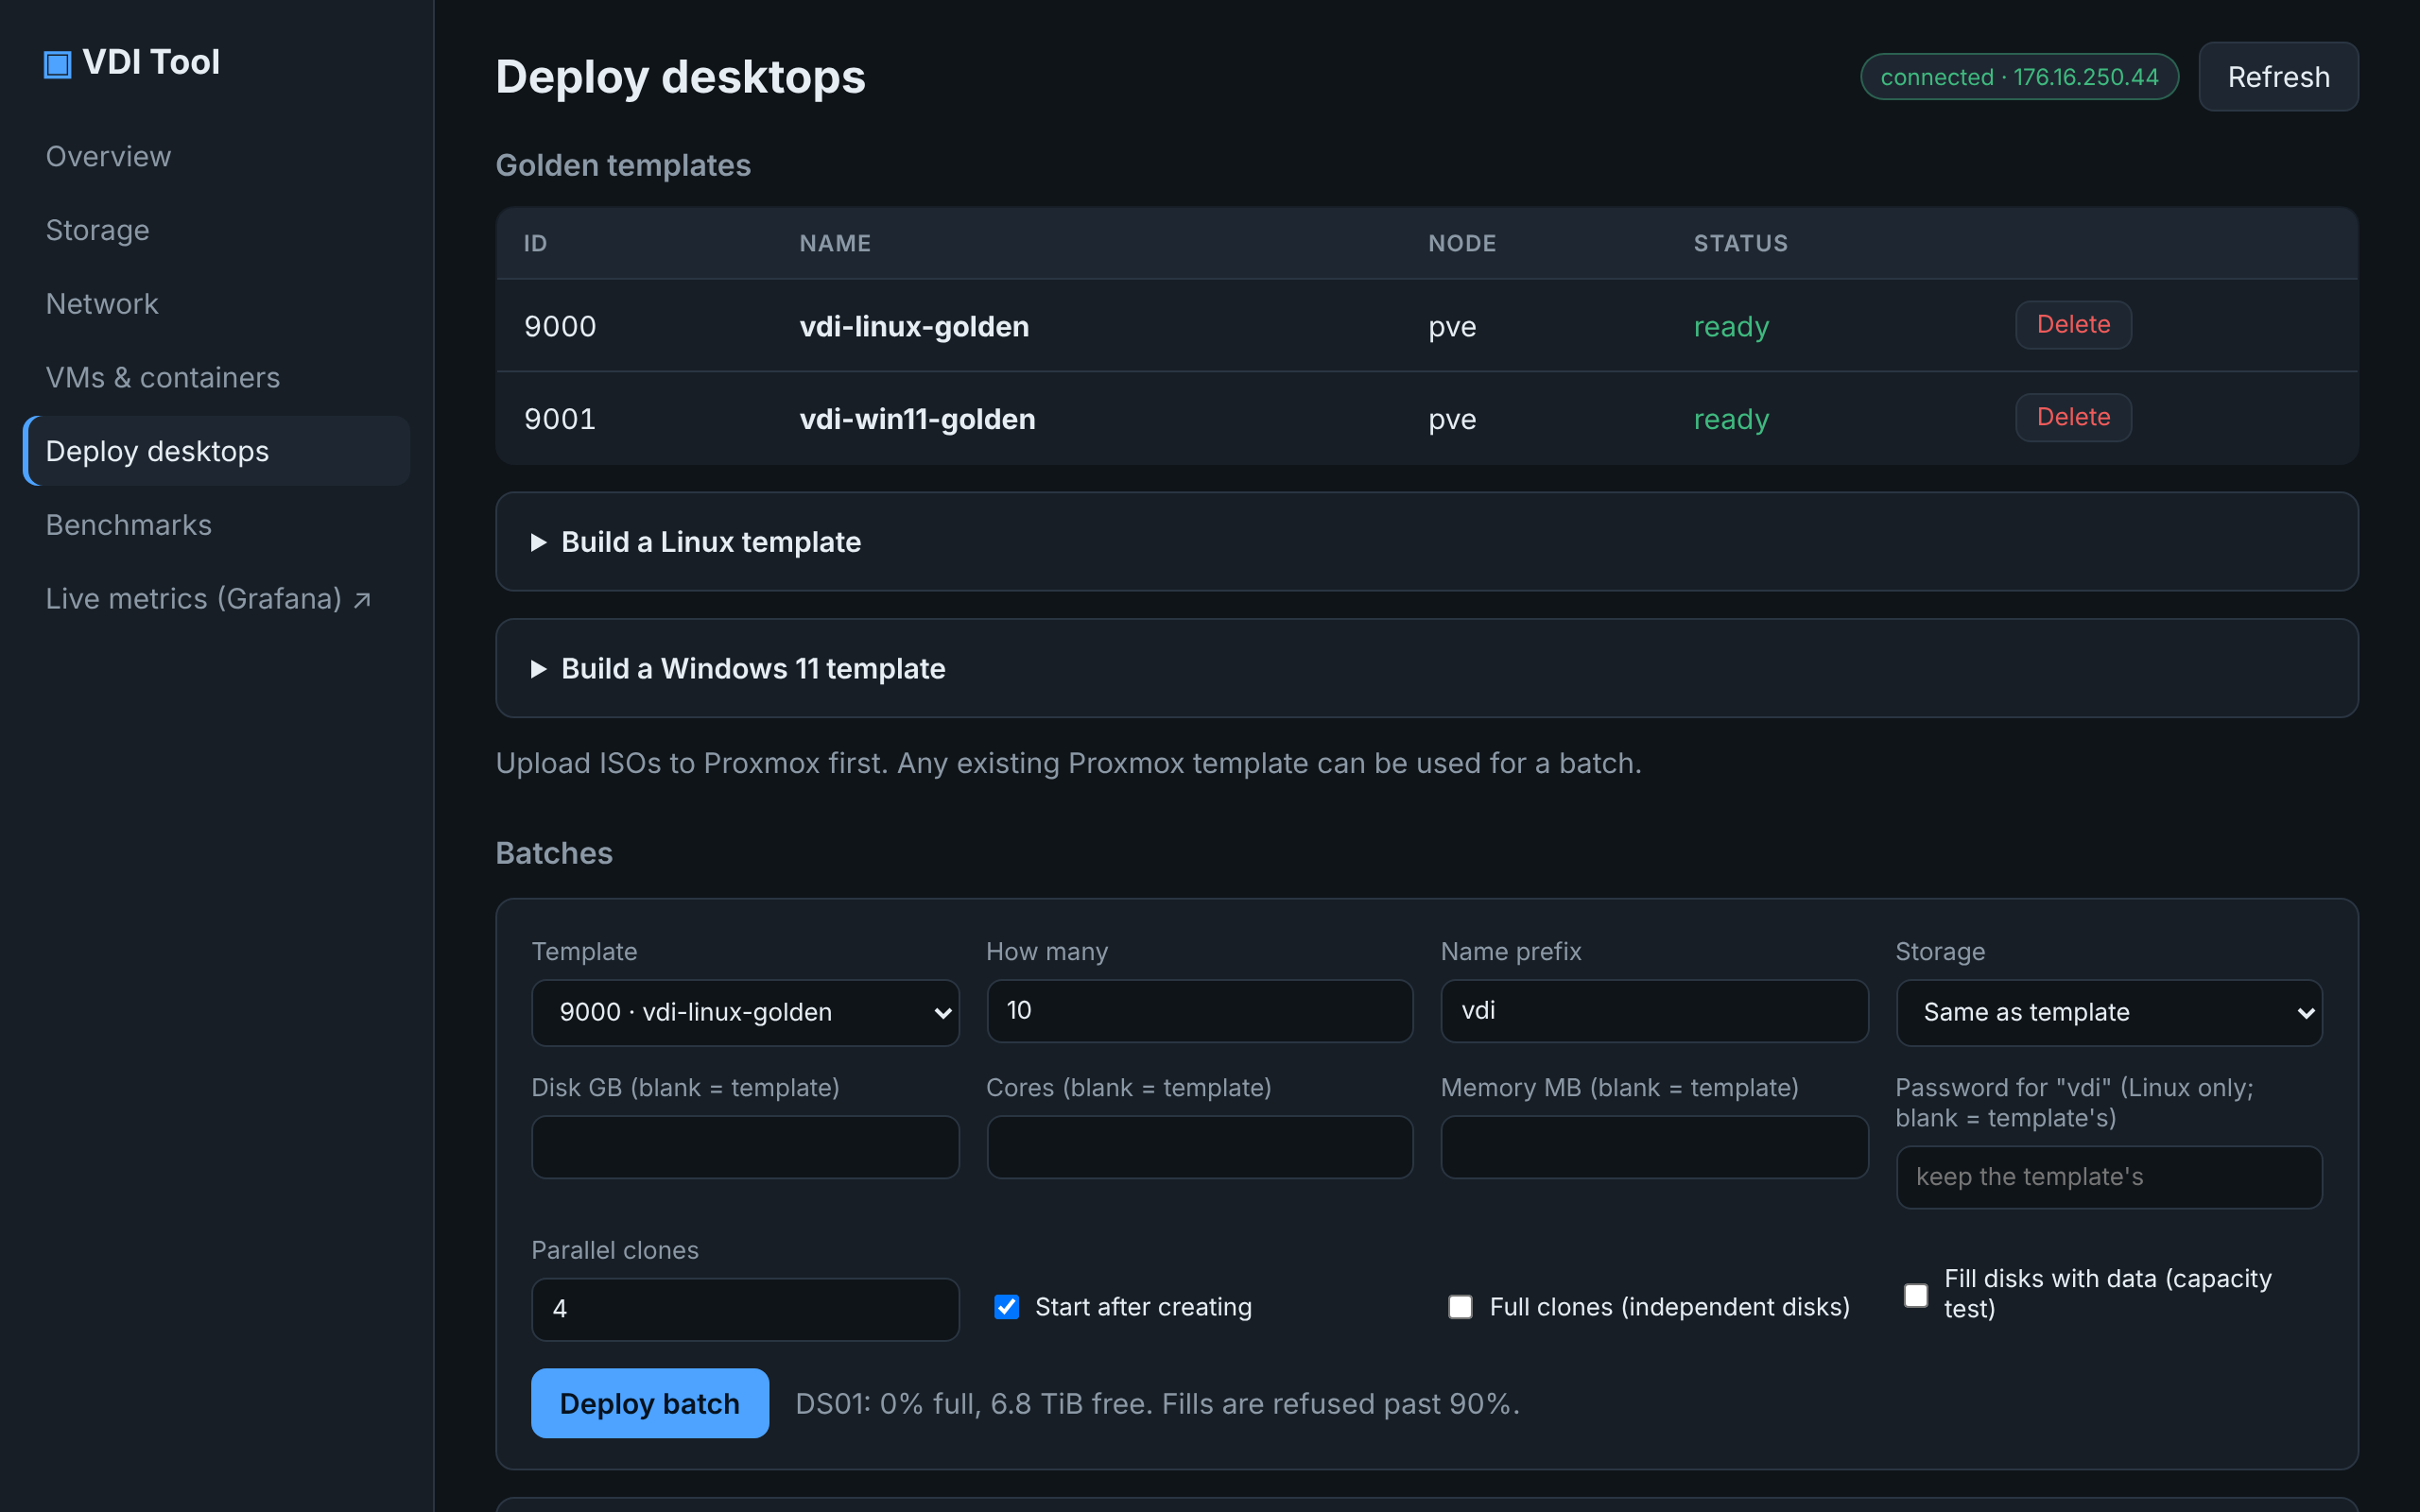 VDI Tool
Overview
Storage
Network
VMs & containers
Deploy desktops
Benchmarks
Live metrics (Grafana) ↗
Deploy desktops
connected · 176.16.250.44
Refresh
Golden templates
ID NAME NODE STATUS
9000 vdi-linux-golden pve ready Delete
9001 vdi-win11-golden pve ready Delete
▶ Build a Linux template
▶ Build a Windows 11 template
Upload ISOs to Proxmox first. Any existing Proxmox template can be used for a batch.
Batches
Template
9000 · vdi-linux-golden
How many
10
Name prefix
vdi
Storage
Same as template
Disk GB (blank = template)
Cores (blank = template)
Memory MB (blank = template)
Password for "vdi" (Linux only;
blank = template's)
keep the template's
Parallel clones
4
Start after creating
Full clones (independent disks)
Fill disks with data (capacity
test)
Deploy batch
DS01: 0% full, 6.8 TiB free. Fills are refused past 90%.